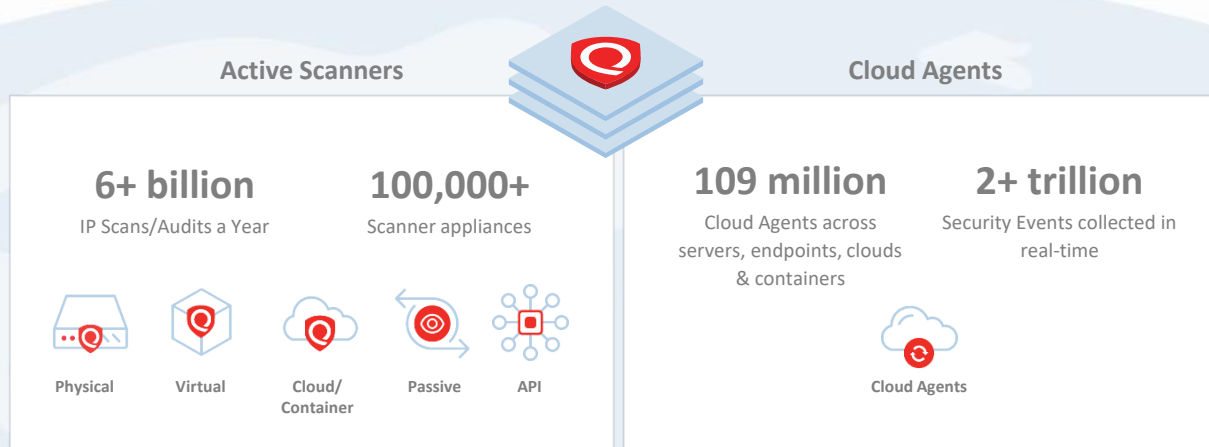 Active Scanners
Cloud Agents
6+ billion
IP Scans/Audits a Year
100,000+
Scanner appliances
Physical
Virtual
Cloud/
Container
Passive
API
109 million
Cloud Agents across
servers, endpoints, clouds
& containers
2+ trillion
Security Events collected in
real-time
Cloud Agents